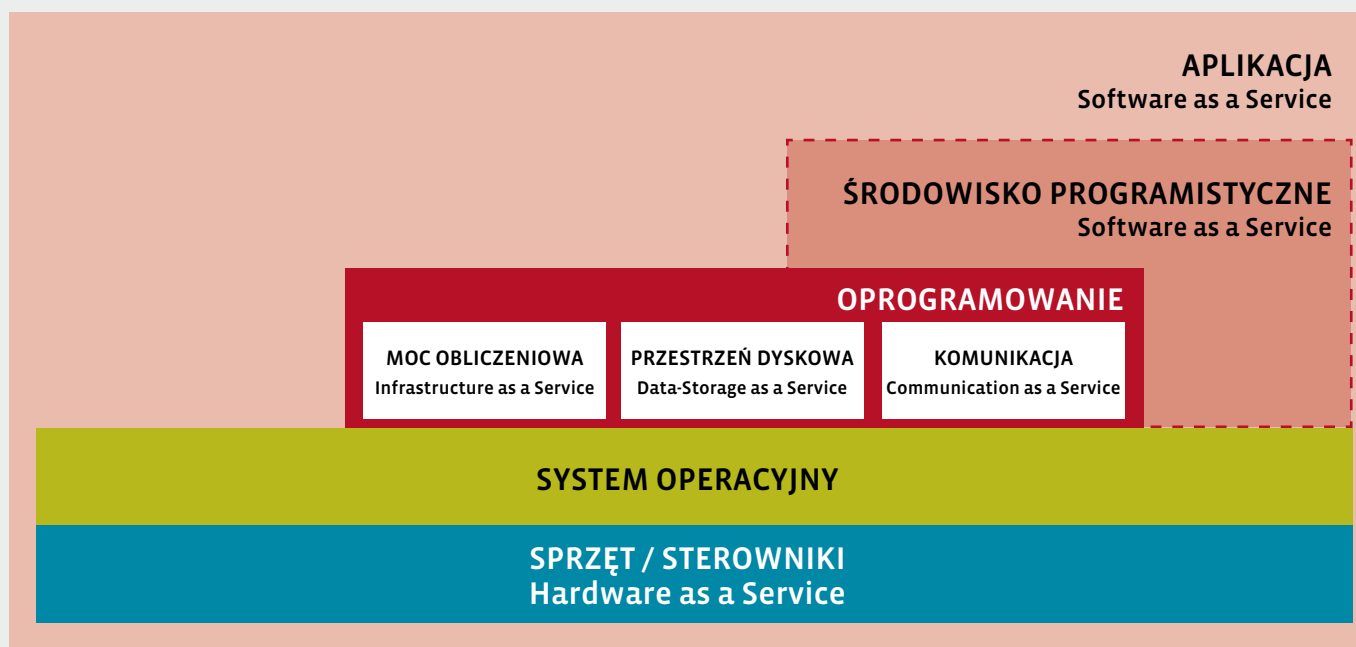 APLIKACJA
Software as a Service
ŚRODOWISKO PROGRAMISTYCZNE
Software as a Service
OPROGRAMOWANIE
MOC OBLICZENIOWA
Infrastructure as a Service
PRZESTRZEŃ DYSKOWA
Data-Storage as a Service
KOMUNIKACJA
Communication as a Service
SYSTEM OPERACYJNY
SPRZĘT / STEROWNIKI
Hardware as a Service